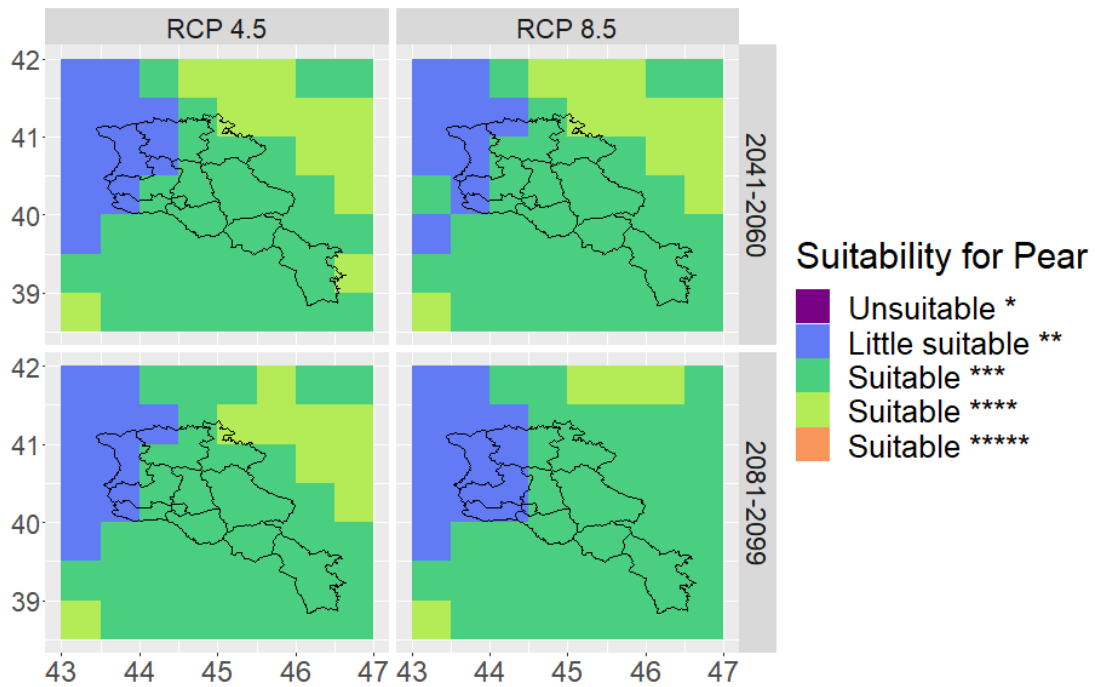 RCP 4.5
RCP 8.5
42
41
40
39
2041-2060
42
41
40
39
2081-2099
43 44 45 46 47
43 44 45 46 47
Suitability for Pear
Unsuitable *
Little suitable **
Suitable ***
Suitable ****
Suitable *****